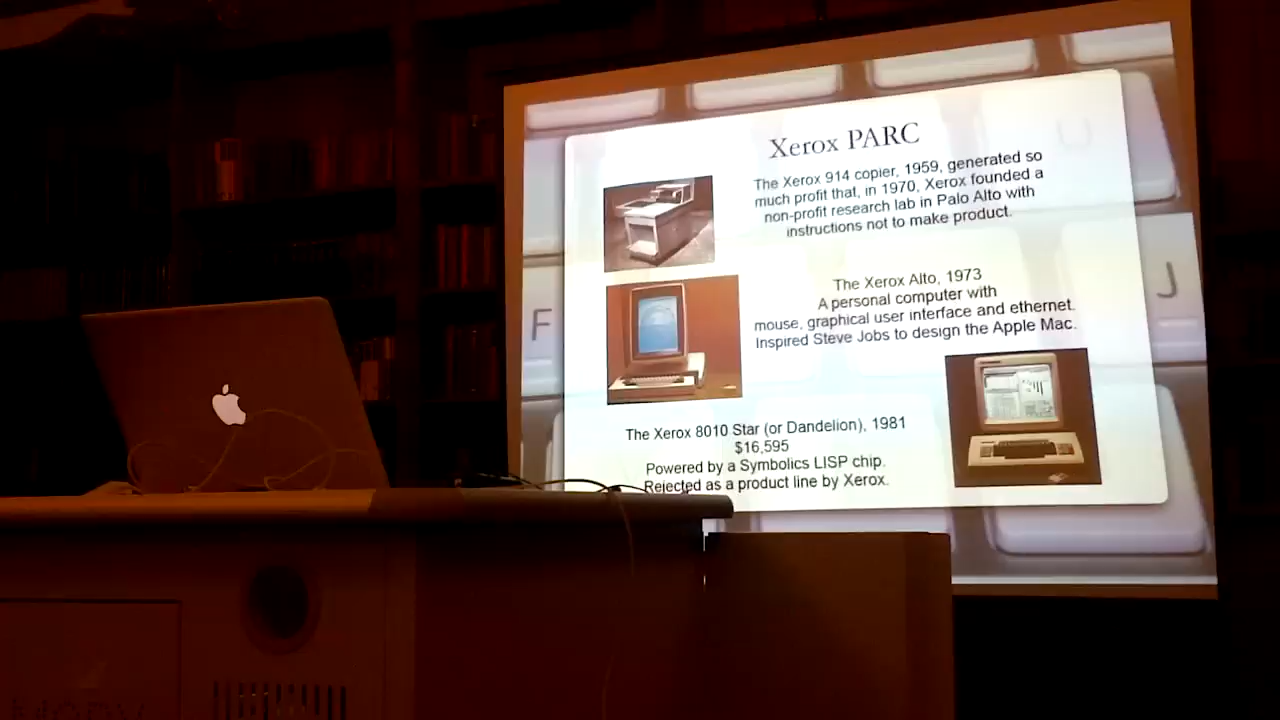 Xerox PARC
The Xerox 914 copier, 1959, generated so
much profit that, in 1970, Xerox founded a
non-profit research lab in Palo Alto with
instructions not to make product.
The Xerox Alto, 1973
A personal computer with
mouse, graphical user interface and ethernet.
Inspired Steve Jobs to design the Apple Mac.
The Xerox 8010 Star (or Dandelion), 1981
$16,595
Powered by a Symbolics LISP chip.
Rejected as a product line by Xerox.
F
J